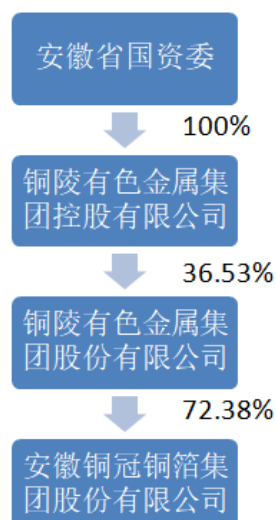 安徽省国资委
100%
铜陵有色金属集
团控股有限公司
36.53%
铜陵有色金属集
团股份有限公司
72.38%
安徽铜冠铜箔集
团股份有限公司